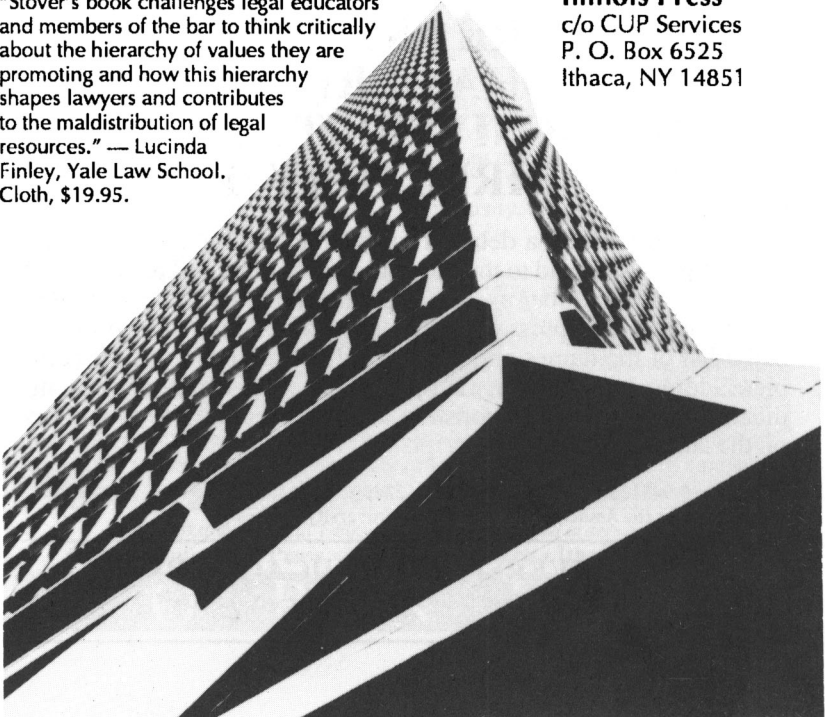 "Stover's book challenges legal educators
and members of the bar to think critically
about the hierarchy of values they are
promoting and how this hierarchy
shapes lawyers and contributes
to the maldistribution of legal
resources." — Lucinda
Finley, Yale Law School.
Cloth, $19.95.
Illinois Press
c/o CUP Services
P. O. Box 6525
Ithaca, NY 14851